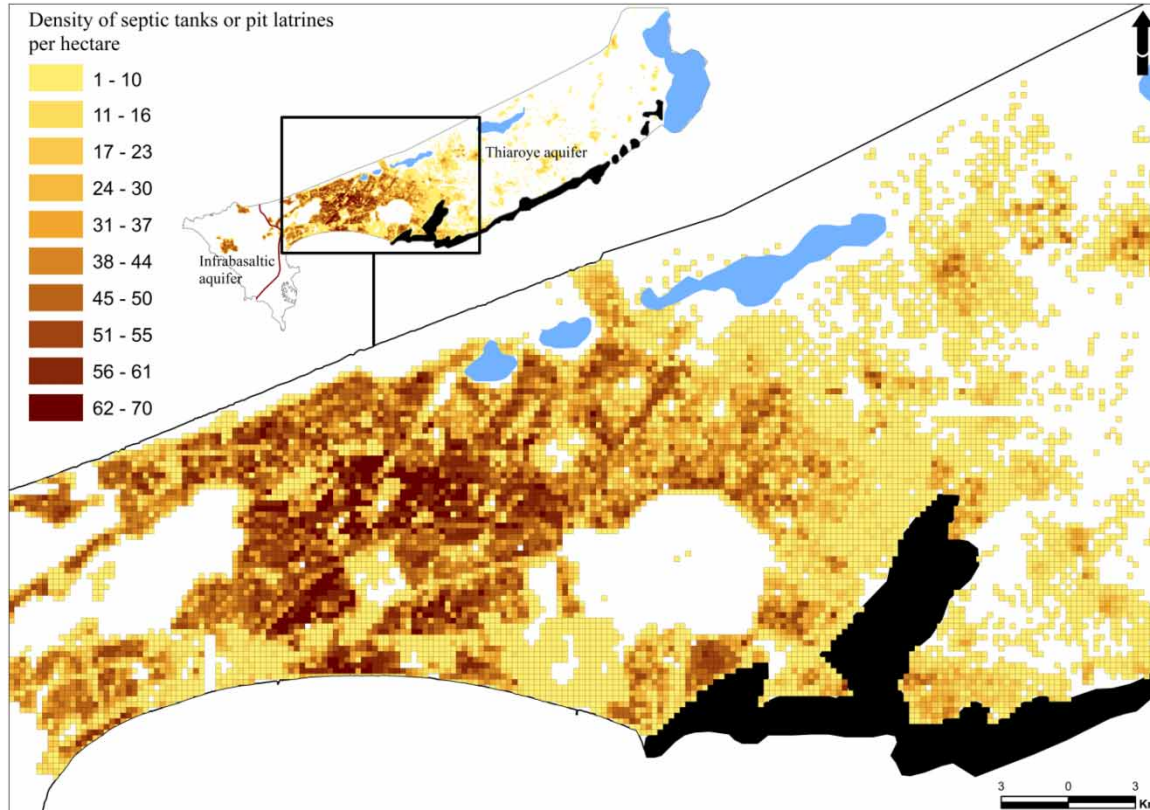 Density of septic tanks or pit latrines
per hectare
1 - 10
11 - 16
17 - 23
24 - 30
31 - 37
38 - 44
45 - 50
51 - 55
56 - 61
62 - 70
Thiaroye aquifer
Infrabasaltic
aquifer
3 0 3
Km